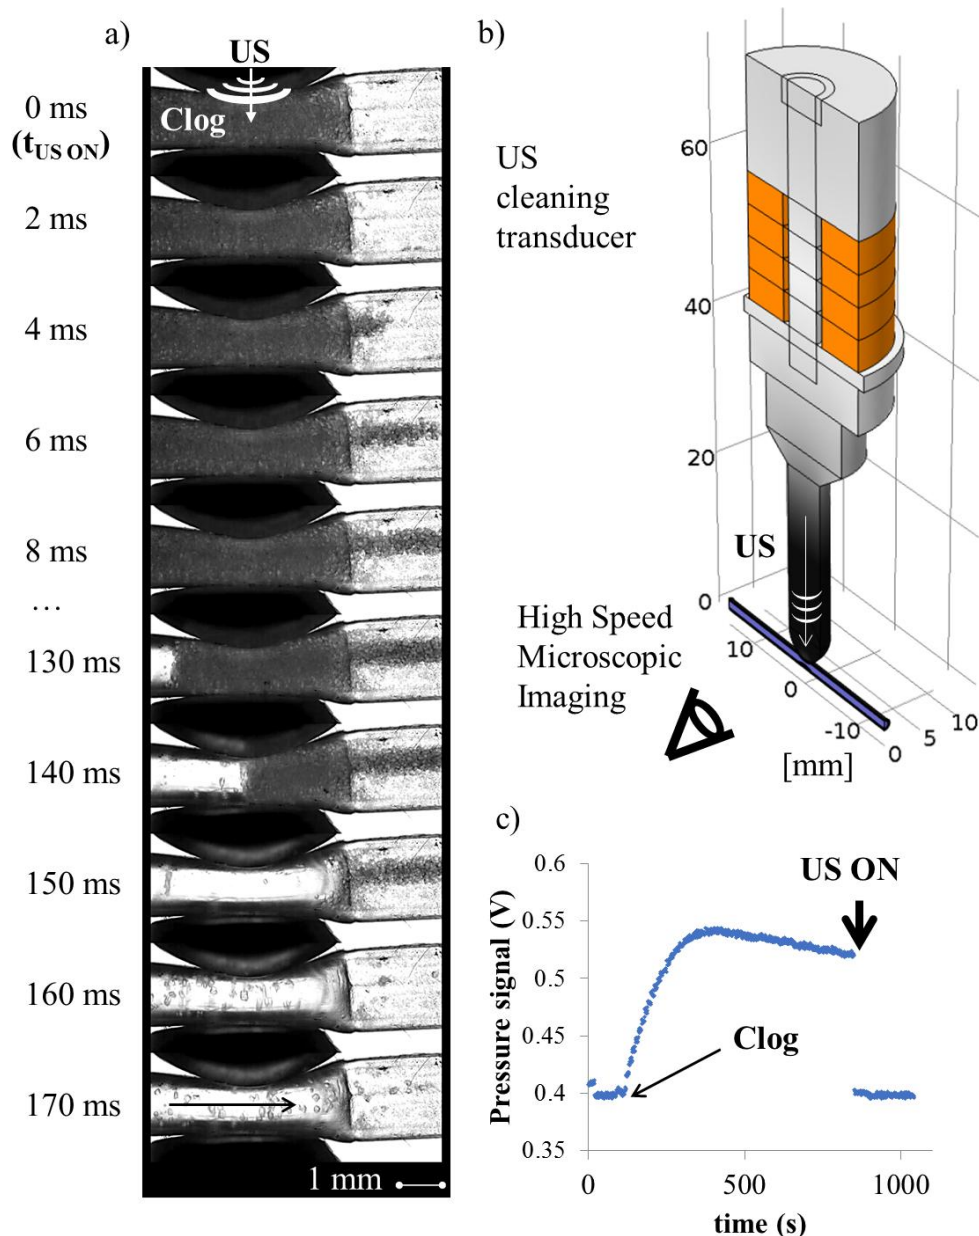 a)
US
Clog
0 ms
(tUS ON)
2 ms
4 ms
6 ms
8 ms
...
130 ms
140 ms
150 ms
160 ms
170 ms
1 mm
b)
US
cleaning
transducer
60
40
20
0
US
High Speed
Microscopic
Imaging
10
0
-10
0
5
10
[mm]
c)
Pressure signal (V)
0.6
0.55
0.5
0.45
0.4
0.35
US ON
Clog
0
500
1000
time (s)